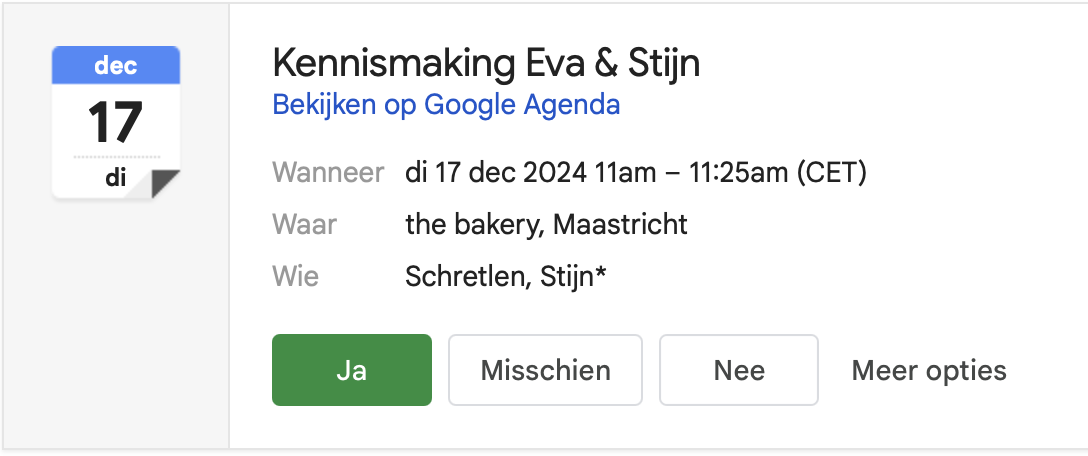 dec
17
di
Kennismaking Eva & Stijn
Bekijken op Google Agenda
Wanneer di 17 dec 2024 11am – 11:25am (CET)
Waar the bakery, Maastricht
Wie Schretlen, Stijn*
Ja Misschien Nee Meer opties